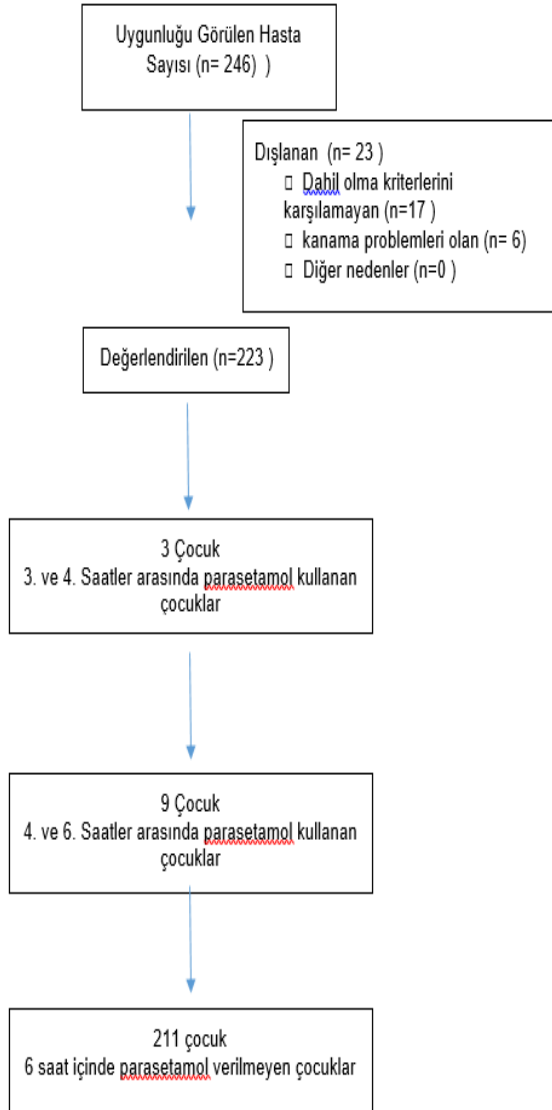 Uygunluğu Görülen Hasta
Sayısı (n= 246) )
Dışlanan (n= 23 )
▯ Dahil olma kriterlerini
karşılamayan (n=17 )
▯ kanama problemleri olan (n= 6)
▯ Diğer nedenler (n=0 )
Değerlendirilen (n=223 )
3 Çocuk
3. ve 4. Saatler arasında parasetamol kullanan
çocuklar
9 Çocuk
4. ve 6. Saatler arasında parasetamol kullanan
çocuklar
211 çocuk
6 saat içinde parasetamol verilmeyen çocuklar